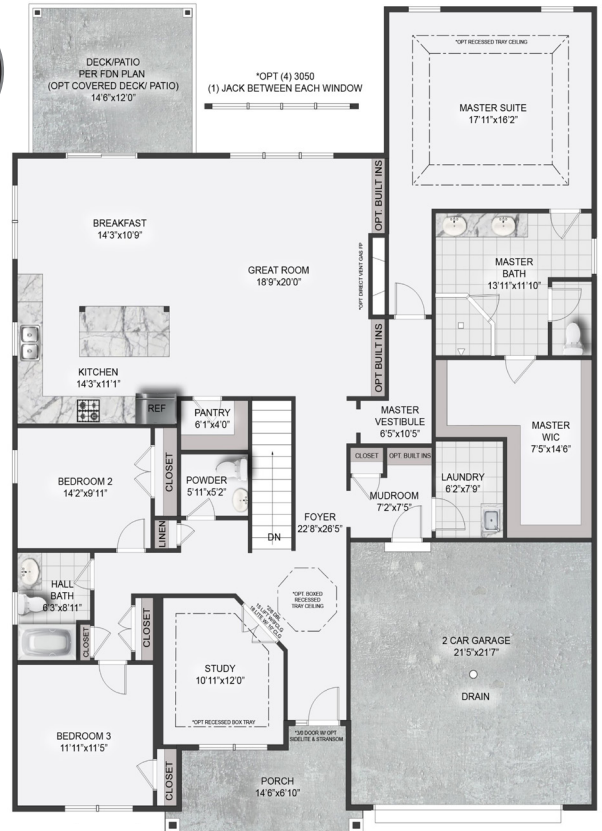 DECK/PATIO
PER FDN PLAN
(OPT COVERED DECK/ PATIO)
14'6"x12'0"
*OPT (4) 3050
(1) JACK BETWEEN EACH WINDOW
*OPT RECESSED TRAY CEILING
MASTER SUITE
17'11"x16'2"
BREAKFAST
14'3"x10'9"
GREAT ROOM
18'9"x20'0"
OPT. BUILT INS
*OPT DIRECT VENT GAS FP
OPT BUILT INS
MASTER
BATH
13'11"x11'10"
KITCHEN
14'3"x11'1"
REF
PANTRY
6'1"x4'0"
MASTER
VESTIBULE
6'5"x10'5"
MASTER
WIC
7'5"x14'6"
BEDROOM 2
14'2"x9'11"
CLOSET
POWDER
5'11"x5'2"
LINEN
DN
FOYER
22'8"x26'5"
CLOSET
OPT. BUILT INS
MUDROOM
7'2"x7'5"
LAUNDRY
6'2"x7'9"
HALL
BATH
6'3"x8'11"
CLOSET
CLOSET
*OPT. BOXED
RECESSED
TRAY CEILING
STUDY
10'11"x12'0"
*OPT RECESSED BOX TRAY
2 CAR GARAGE
21'5"x21'7"
DRAIN
BEDROOM 3
11'11"x11'5"
CLOSET
*3/0 DOOR W/ OPT
SIDELITE & STRANSOM
PORCH
14'6"x6'10"